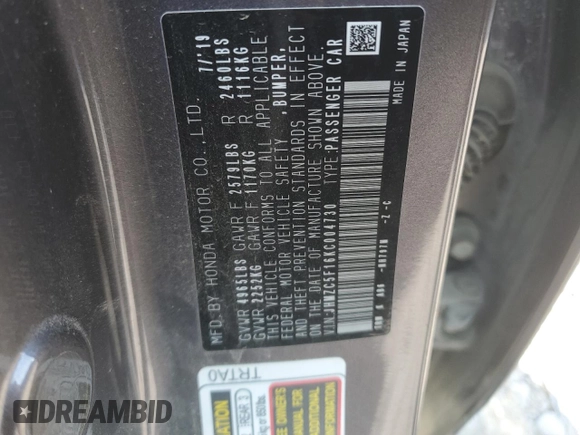 MFD.BY HONDA MOTOR CO.,LTD. 7/'19
GVWR 4965LBS GAWR F 2579LBS R 2460LBS
GVWR 2252KG GAWR F 1170KG R 1116KG
THIS VEHICLE CONFORMS TO ALL APPLICABLE
FEDERAL MOTOR VEHICLE SAFETY ,BUMPER,
AND THEFT PREVENTION STANDARDS IN EFFECT
ON THE DATE OF MANUFACTURE SHOWN ABOVE.
V.I.N.:JHMZC5F16KC004730 TYPE:PASSENGER CAR
MADE IN JAPAN
TRTA0
REAR 3
DREAMBID